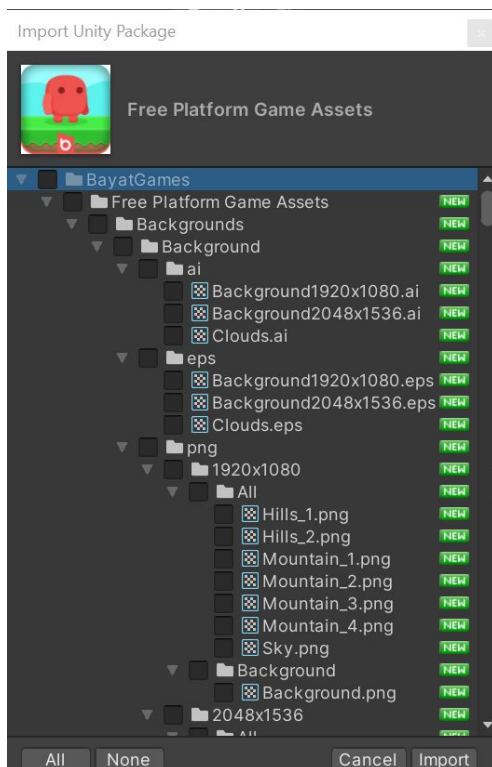 Import Unity Package
Free Platform Game Assets
BayatGames
Free Platform Game Assets NEW
Backgrounds NEW
Background NEW
ai NEW
Background1920x1080.ai NEW
Background2048x1536.ai NEW
Clouds.ai NEW
eps NEW
Background1920x1080.eps NEW
Background2048x1536.eps NEW
Clouds.eps NEW
png NEW
1920x1080 NEW
All NEW
Hills_1.png NEW
Hills_2.png NEW
Mountain_1.png NEW
Mountain_2.png NEW
Mountain_3.png NEW
Mountain_4.png NEW
Sky.png NEW
Background NEW
Background.png NEW
2048x1536 NEW
All NEW
All None Cancel Import